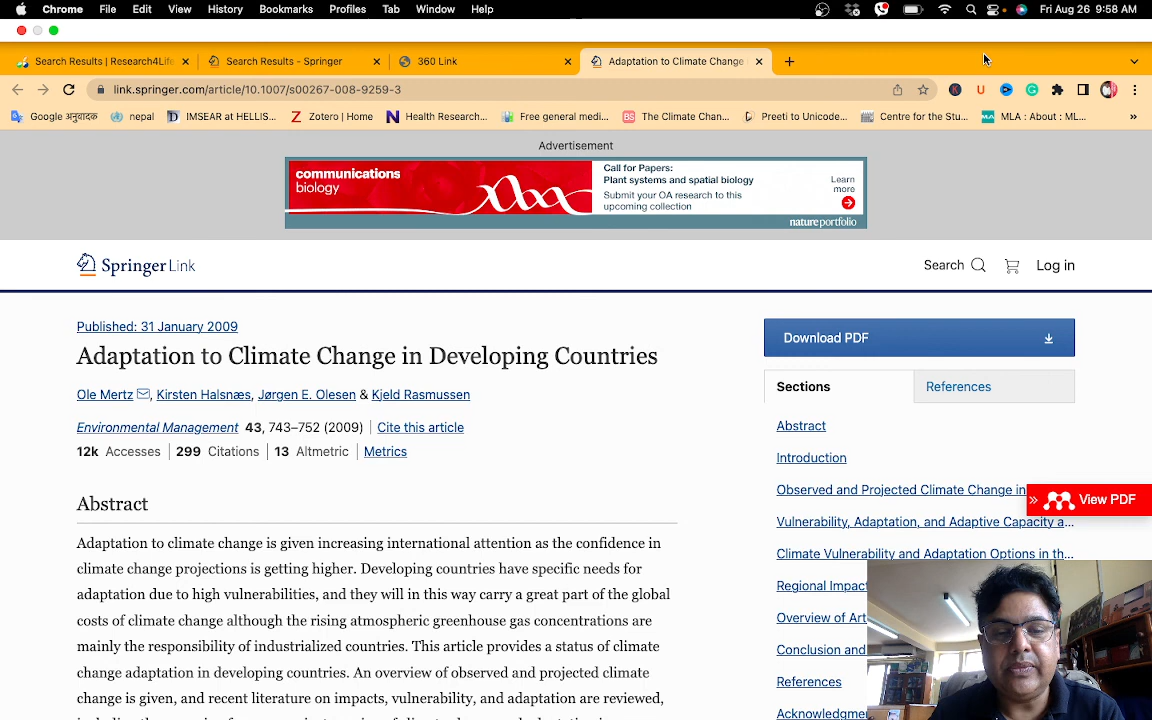 Chrome File Edit View History Bookmarks Profiles Tab Window Help Fri Aug 26 9:58 AM
Search Results | Research4Life Search Results - Springer 360 Link Adaptation to Climate Change
link.springer.com/article/10.1007/s00267-008-9259-3
Google अनुवादक nepal IMSEAR at HELLIS... Zotero | Home Health Research... Free general medi... The Climate Chan... Preeti to Unicode... Centre for the Stu... MLA : About : ML... »
Advertisement
communications
biology
Call for Papers:
Plant systems and spatial biology
Submit your OA research to this
upcoming collection
Learn
more
natureportfolio
Springer Link
Search Log in
Published: 31 January 2009
Adaptation to Climate Change in Developing Countries
Ole Mertz, Kirsten Halsnæs, Jørgen E. Olesen & Kjeld Rasmussen
Environmental Management 43, 743–752 (2009) | Cite this article
12k Accesses | 299 Citations | 13 Altmetric | Metrics
Abstract
Adaptation to climate change is given increasing international attention as the confidence in
climate change projections is getting higher. Developing countries have specific needs for
adaptation due to high vulnerabilities, and they will in this way carry a great part of the global
costs of climate change although the rising atmospheric greenhouse gas concentrations are
mainly the responsibility of industrialized countries. This article provides a status of climate
change adaptation in developing countries. An overview of observed and projected climate
change is given, and recent literature on impacts, vulnerability, and adaptation are reviewed,
Download PDF
Sections References
Abstract
Introduction
Observed and Projected Climate Change in
» View PDF
Vulnerability, Adaptation, and Adaptive Capacity a...
Climate Vulnerability and Adaptation Options in th...
Regional Impact
Overview of Art
Conclusion and
References
Acknowledgme